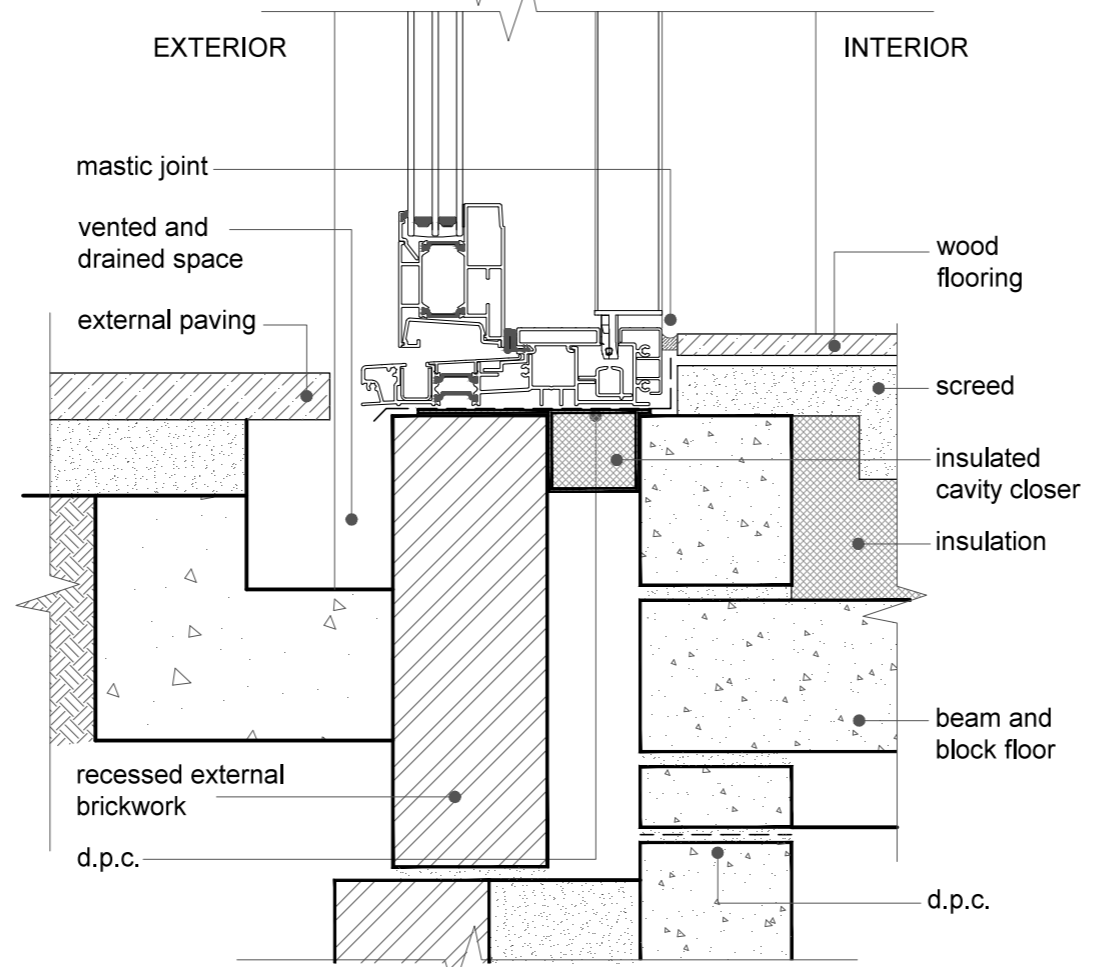 EXTERIOR
INTERIOR
mastic joint
vented and
drained space
external paving
wood
flooring
screed
insulated
cavity closer
insulation
beam and
block floor
recessed external
brickwork
d.p.c.
d.p.c.